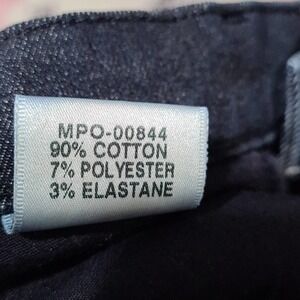 MPO-00844
90% COTTON
7% POLYESTER
3% ELASTANE